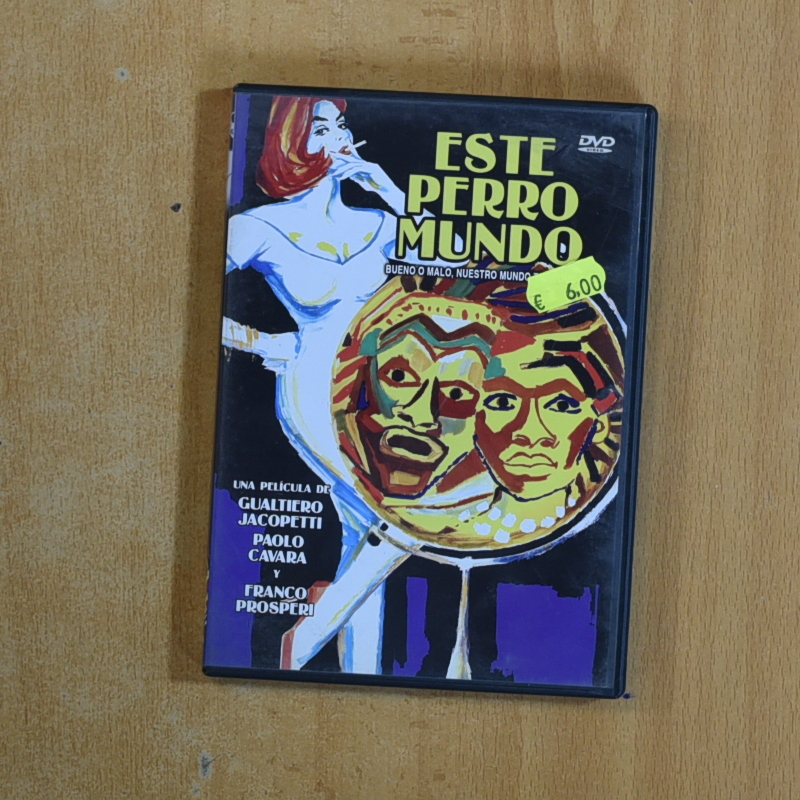 ESTE
PERRO
MUNDO
DVD
VIDEO
BUENO O MALO, NUESTRO MUNDO
€ 6,00
UNA PELÍCULA DE
GUALTIERO
JACOPETTI
PAOLO
CAVARA
Y
FRANCO
PROSPERI